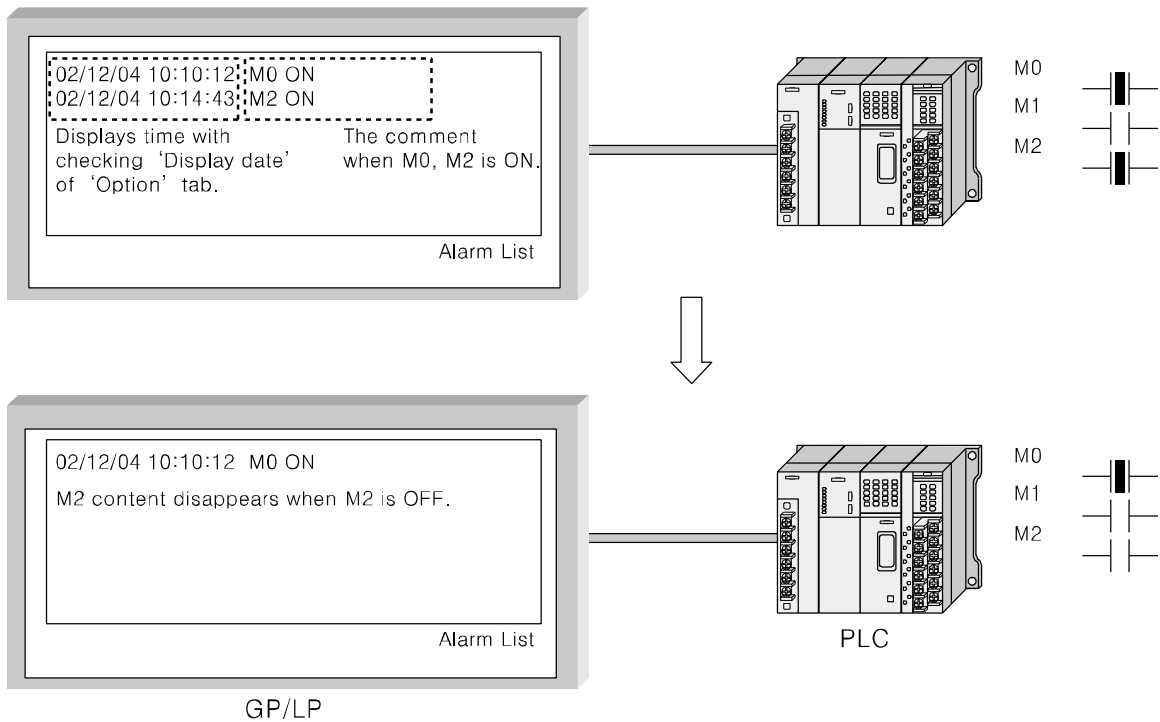 02/12/04 10:10:12 M0 ON
02/12/04 10:14:43 M2 ON
Displays time with
checking ‘Display date’
of ‘Option’ tab.
The comment
when M0, M2 is ON.
Alarm List
M0
M1
M2
02/12/04 10:10:12 M0 ON
M2 content disappears when M2 is OFF.
Alarm List
GP/LP
PLC
M0
M1
M2